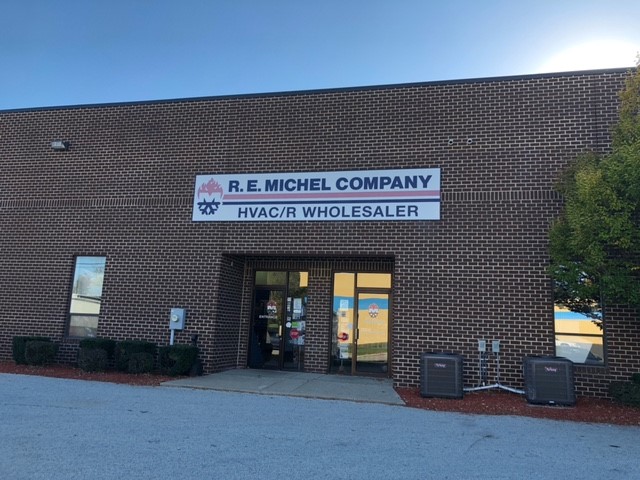 R. E. MICHEL COMPANY
HVAC/R WHOLESALER